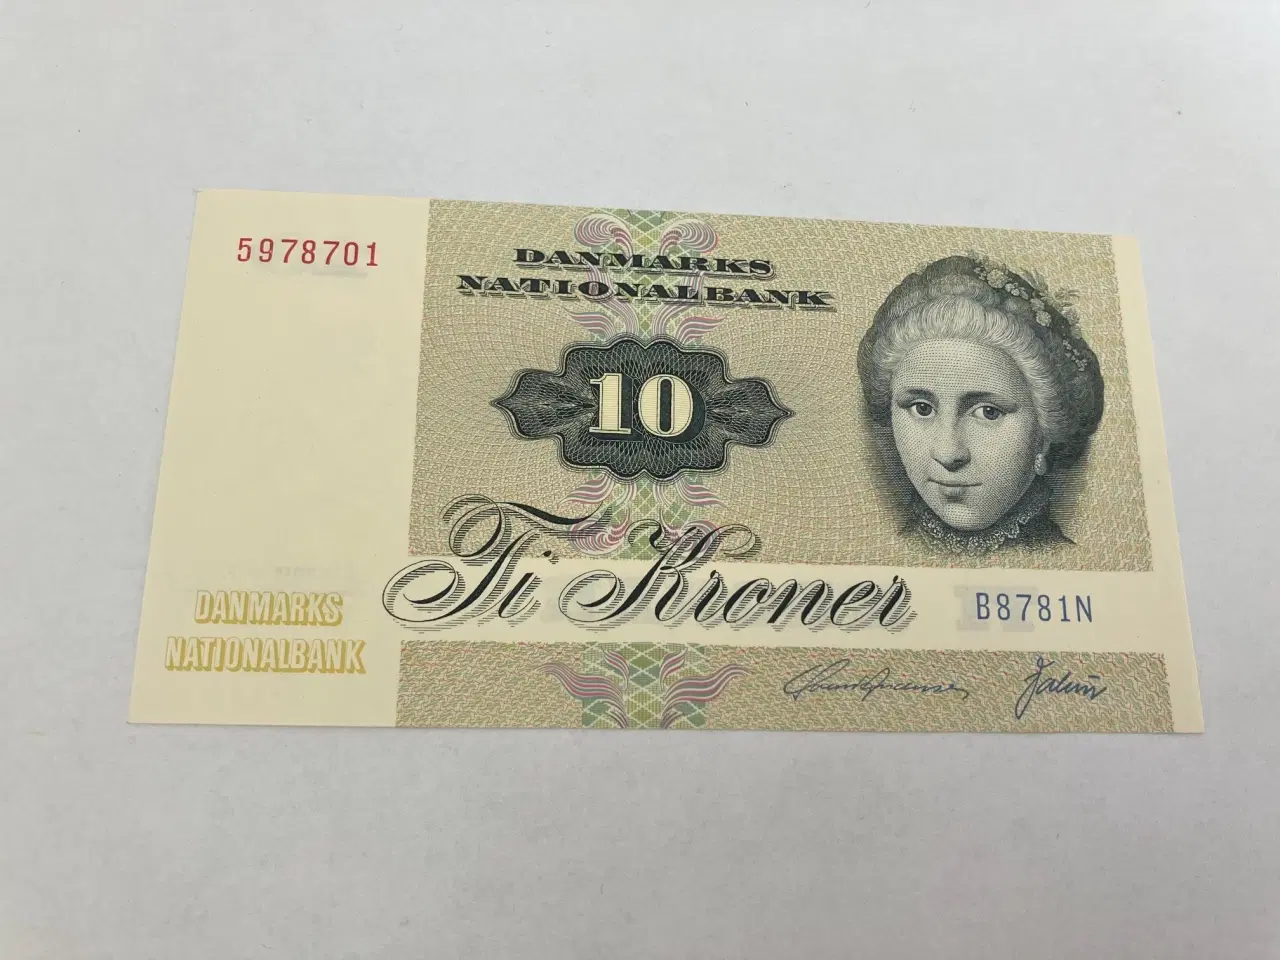 5978701
DANMARKS
NATIONALBANK
10
Ti Kroner
B8781N
DANMARKS
NATIONALBANK